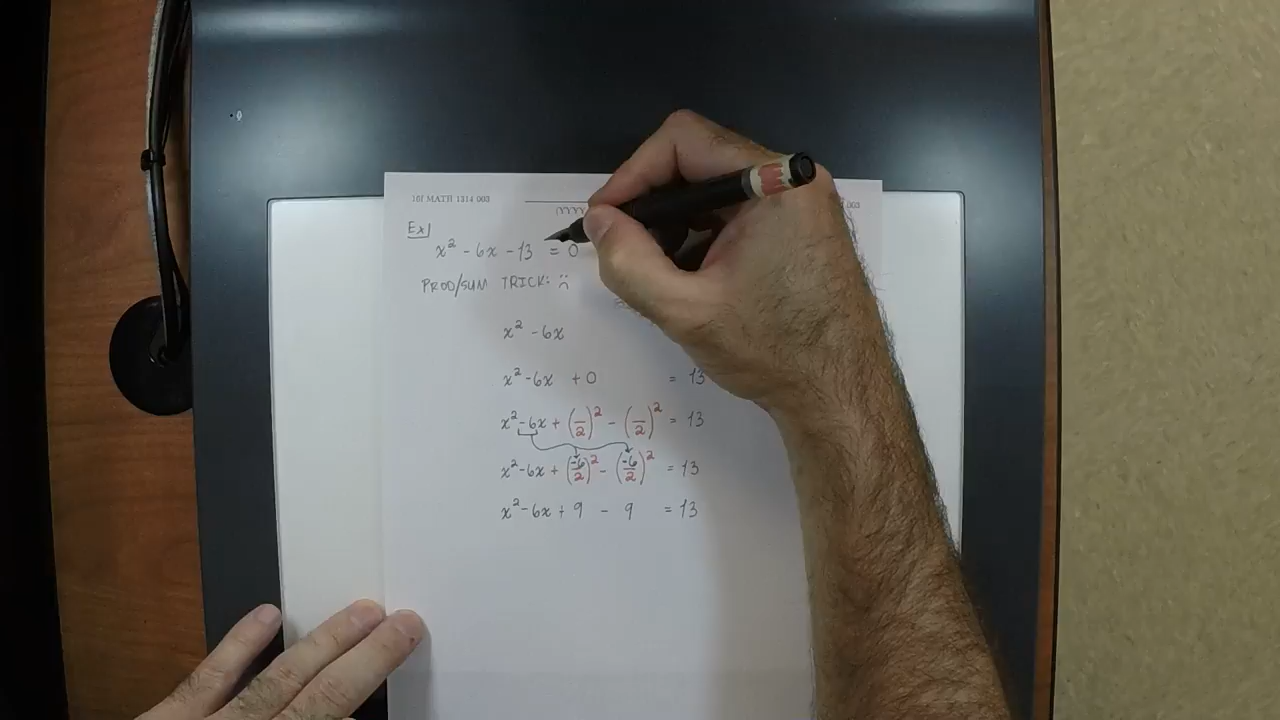 10f MATH 1314 003
Ex
x² - 6x - 13 = 0
PROD/SUM TRICK: ☹
x² - 6x
x² - 6x + 0 = 13
x² - 6x + (/2)² - (/2)² = 13
x² - 6x + (-6/2)² - (-6/2)² = 13
x² - 6x + 9 - 9 = 13